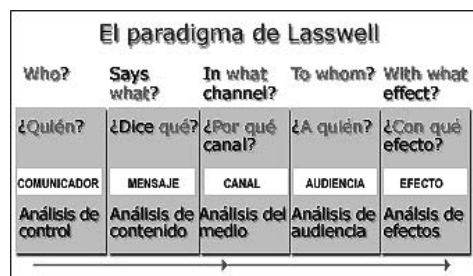 El paradigma de Lasswell
Who?
Says what?
In what channel?
To whom?
With what effect?
¿Quién?
¿Dice qué?
¿Por qué canal?
¿A quién?
¿Con qué efecto?
COMUNICADOR
MENSAJE
CANAL
AUDIENCIA
EFECTO
Análisis de control
Análisis de contenido
Análisis del medio
Análisis de audiencia
Análsis de efectos